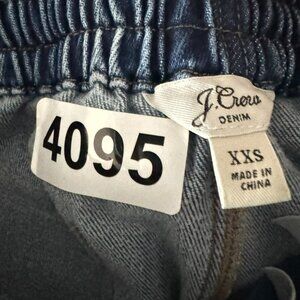 4095
J.Crew
DENIM
XXS
MADE IN
CHINA